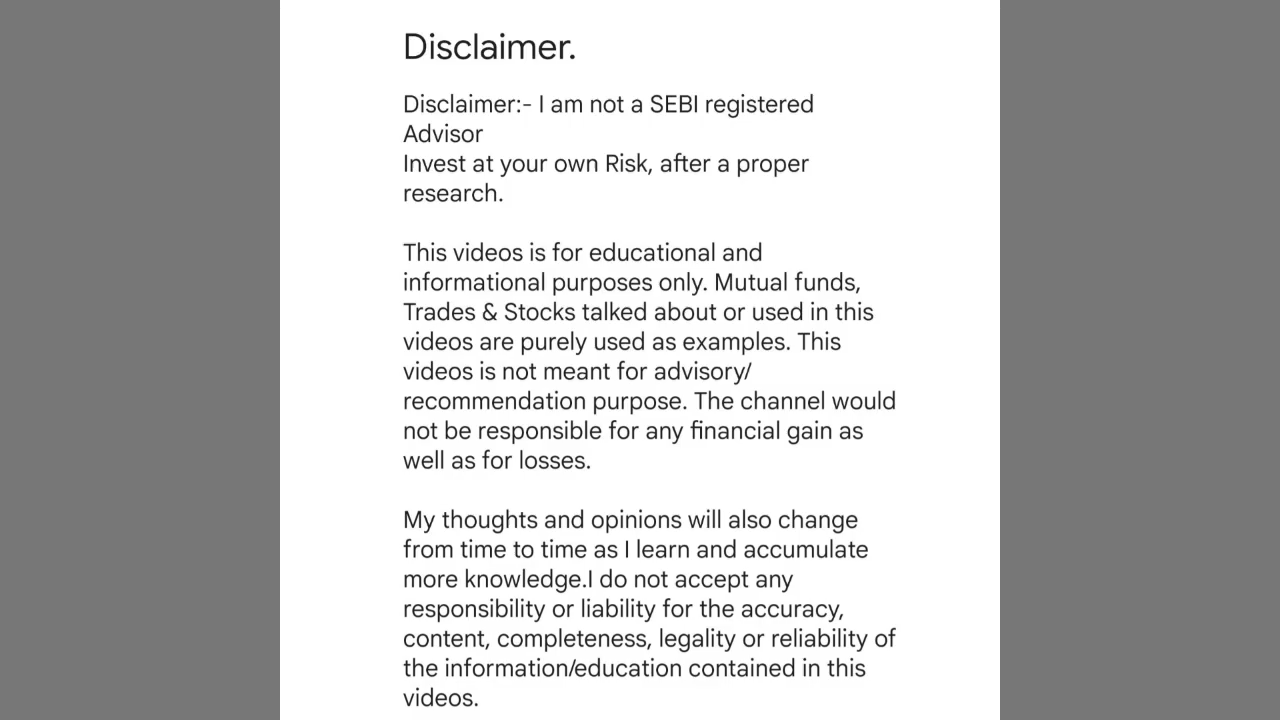 Disclaimer.
Disclaimer:- I am not a SEBI registered
Advisor
Invest at your own Risk, after a proper
research.
This videos is for educational and
informational purposes only. Mutual funds,
Trades & Stocks talked about or used in this
videos are purely used as examples. This
videos is not meant for advisory/
recommendation purpose. The channel would
not be responsible for any financial gain as
well as for losses.
My thoughts and opinions will also change
from time to time as I learn and accumulate
more knowledge.I do not accept any
responsibility or liability for the accuracy,
content, completeness, legality or reliability of
the information/education contained in this
videos.